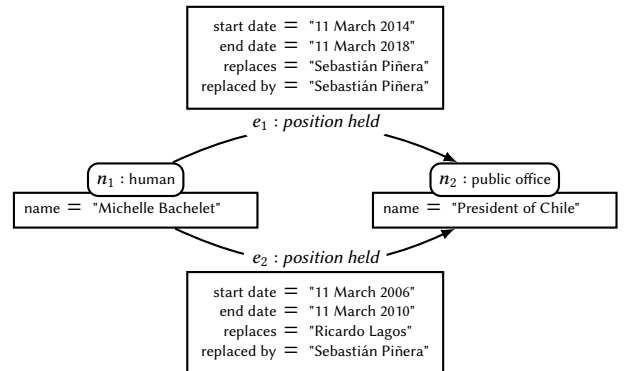 start date = "11 March 2014"
end date = "11 March 2018"
replaces = "Sebastián Piñera"
replaced by = "Sebastián Piñera"
e₁ : position held
n₁ : human
name = "Michelle Bachelet"
n₂ : public office
name = "President of Chile"
e₂ : position held
start date = "11 March 2006"
end date = "11 March 2010"
replaces = "Ricardo Lagos"
replaced by = "Sebastián Piñera"